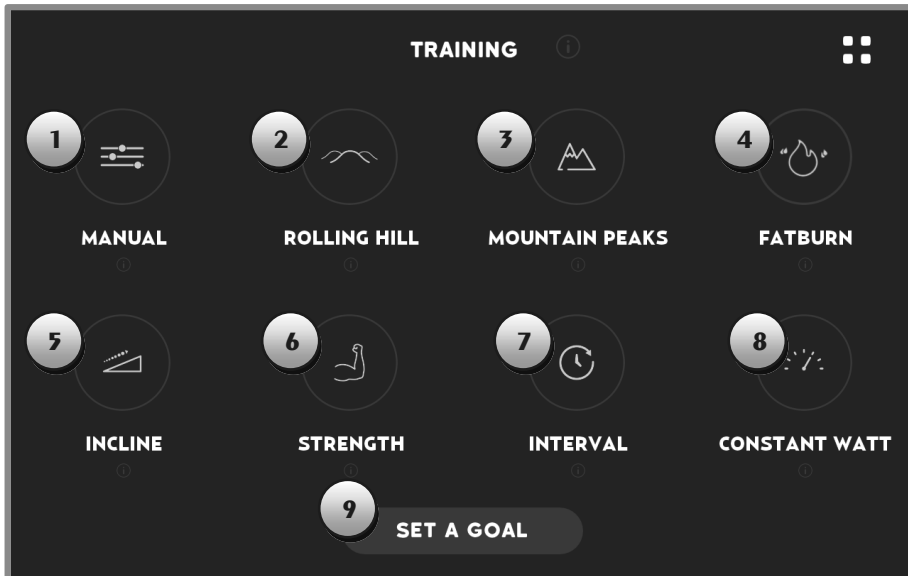 TRAINING
1 2 3 4
MANUAL ROLLING HILL MOUNTAIN PEAKS FATBURN
5 6 7 8
INCLINE STRENGTH INTERVAL CONSTANT WATT
9
SET A GOAL